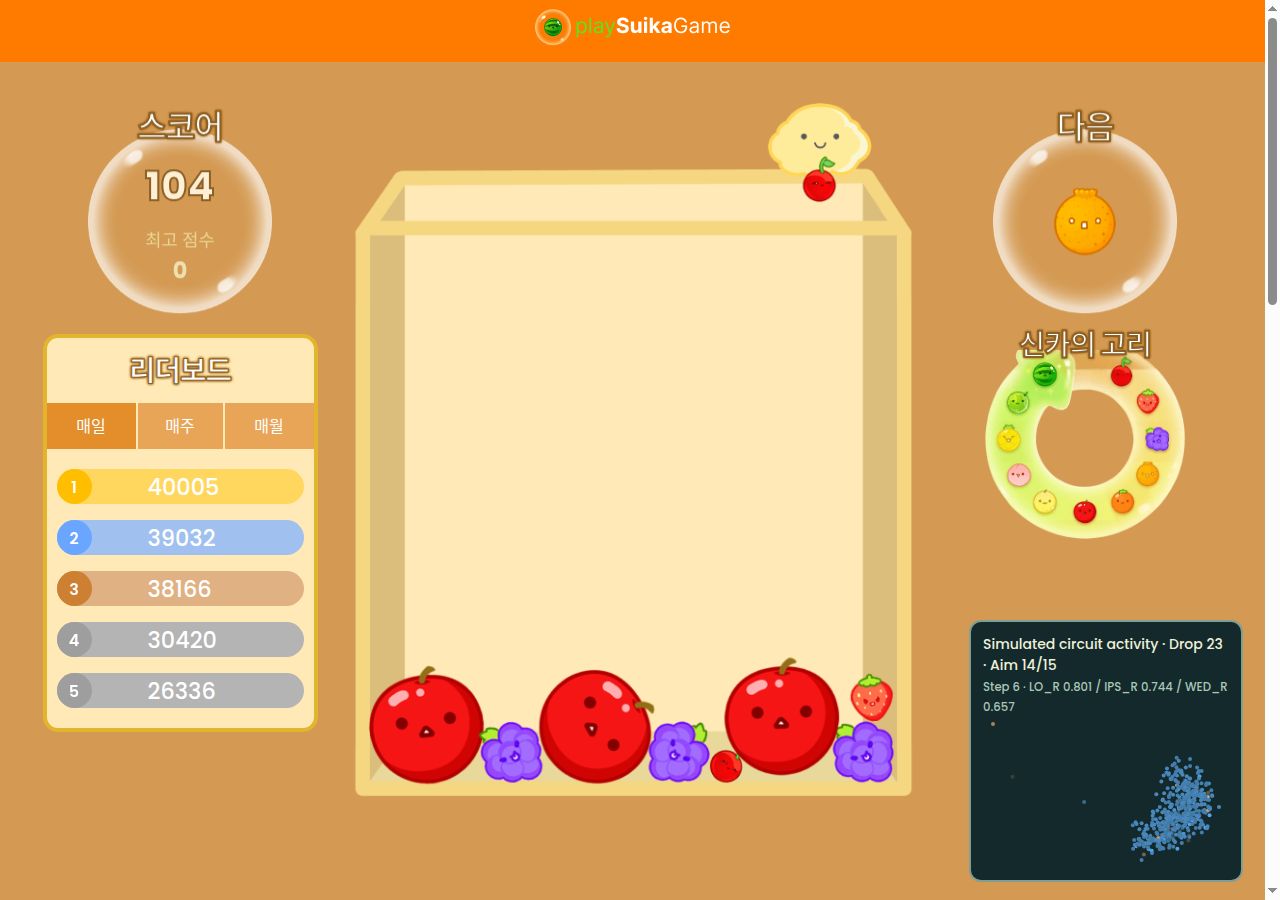 playSuikaGame
스코어
104
최고 점수
0
다음
신카의 고리
리더보드
매일
매주
매월
1 40005
2 39032
3 38166
4 30420
5 26336
Simulated circuit activity · Drop 23
· Aim 14/15
Step 6 · LO_R 0.801 / IPS_R 0.744 / WED_R
0.657